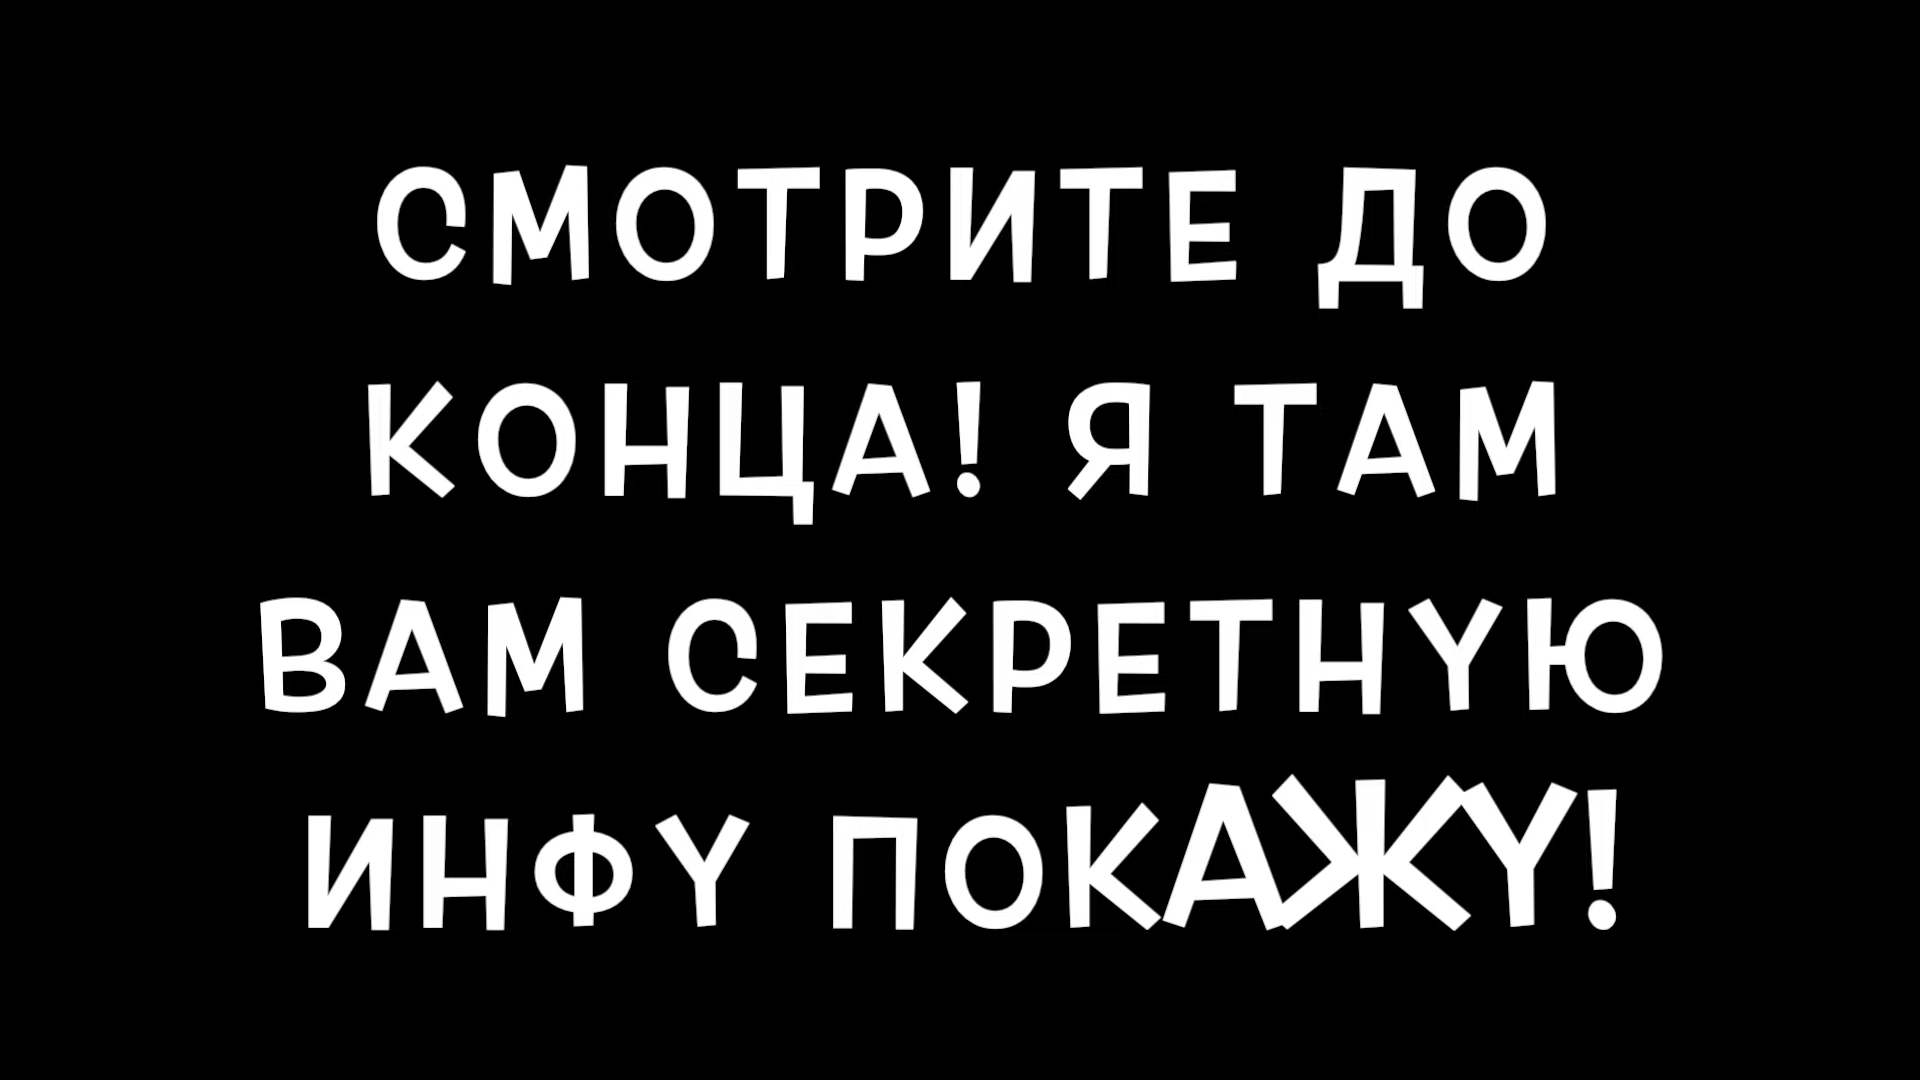 СМОТРИТЕ ДО
КОНЦА! Я ТАМ
ВАМ СЕКРЕТНУЮ
ИНФУ ПОКАЖУ!